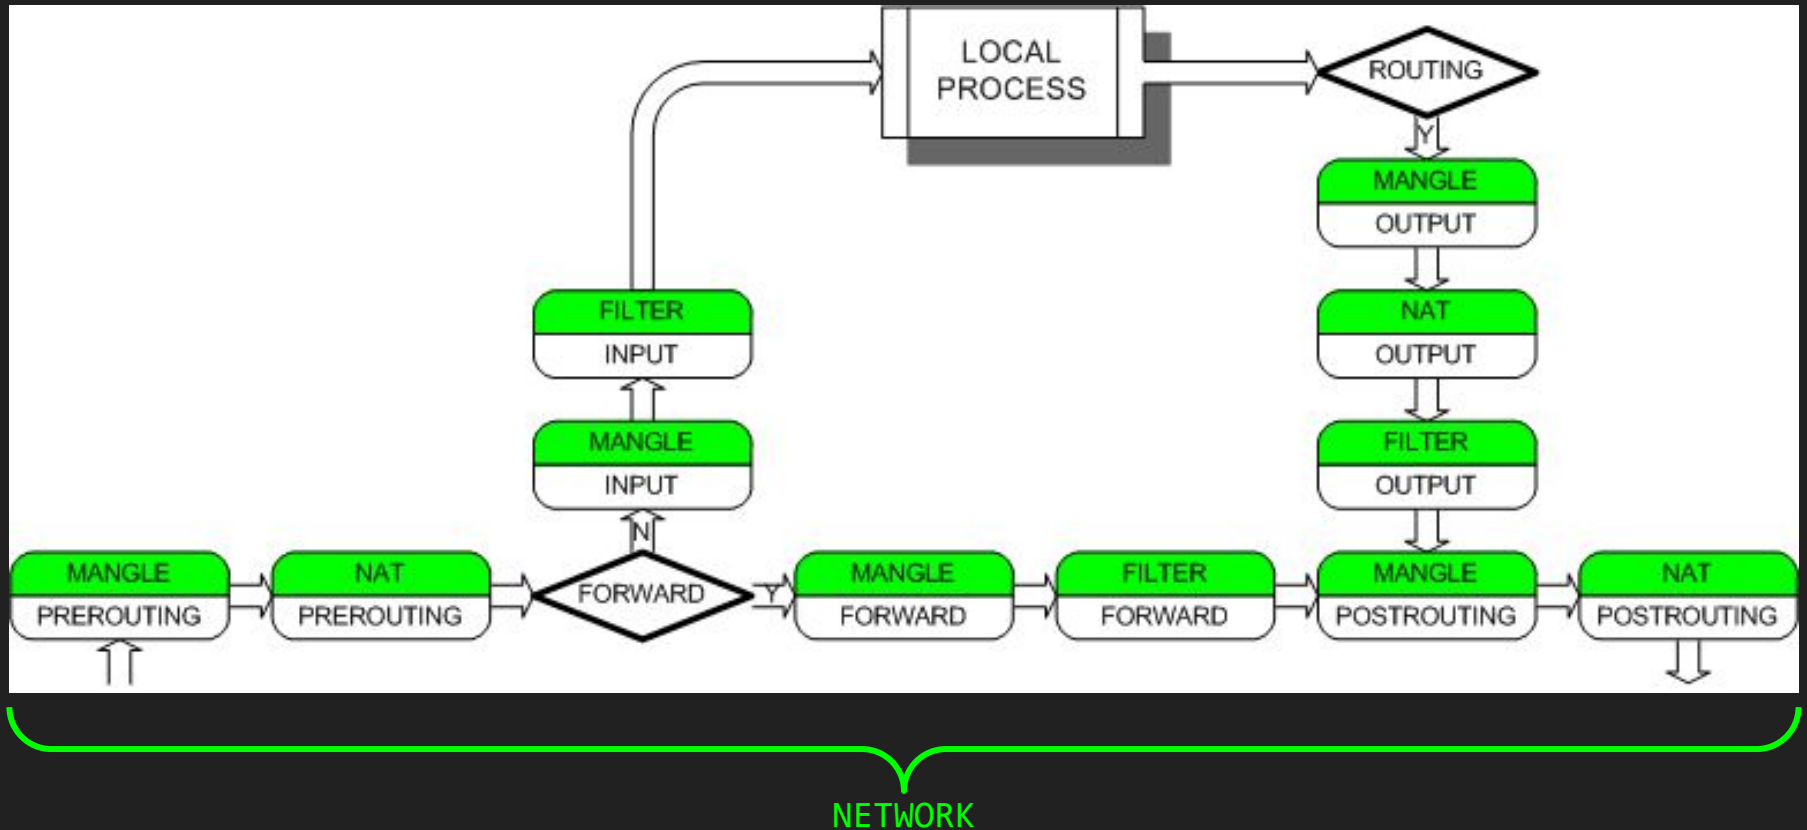 LOCAL
PROCESS
ROUTING
Y
MANGLE
OUTPUT
FILTER
INPUT
NAT
OUTPUT
MANGLE
INPUT
FILTER
OUTPUT
N
MANGLE
PREROUTING
NAT
PREROUTING
FORWARD
Y
MANGLE
FORWARD
FILTER
FORWARD
MANGLE
POSTROUTING
NAT
POSTROUTING
NETWORK